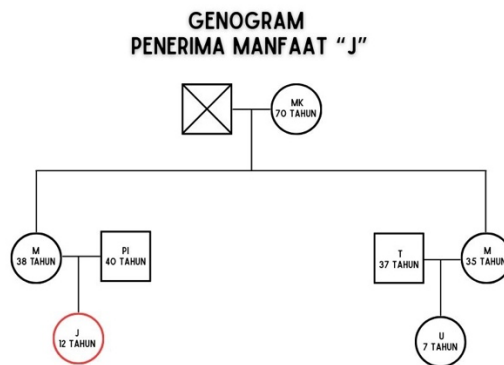 GENOGRAM
PENERIMA MANFAAT "J"
MK
70 TAHUN
M
38 TAHUN
PI
40 TAHUN
T
37 TAHUN
M
35 TAHUN
J
12 TAHUN
U
7 TAHUN